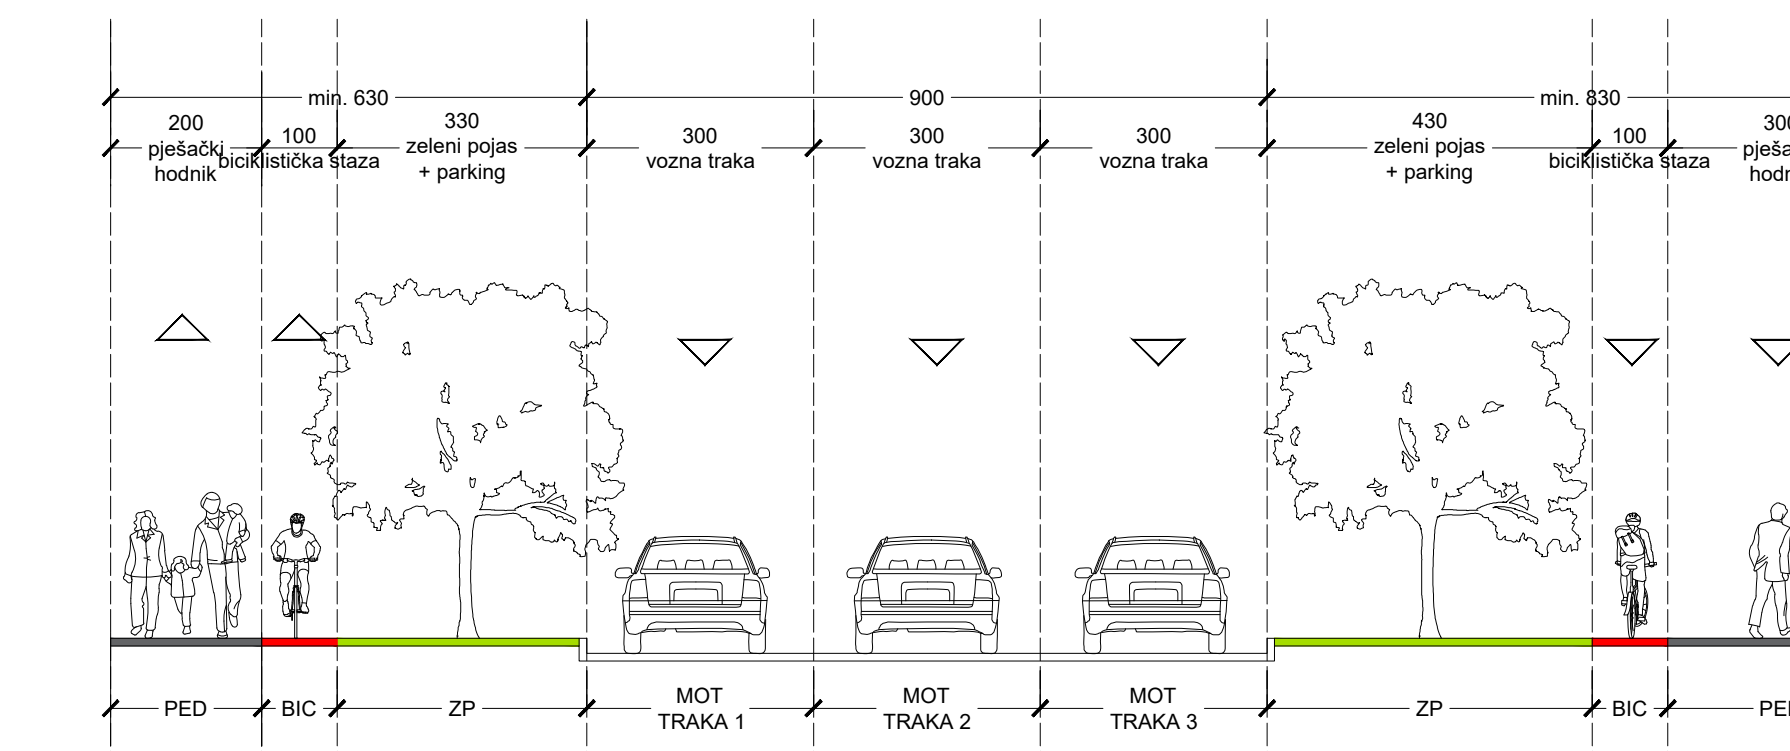 min. 630
900
min. 830
200
pješački
hodnik
100
biciklistička staza
330
zeleni pojas
+ parking
300
vozna traka
300
vozna traka
300
vozna traka
430
zeleni pojas
+ parking
100
biciklistička staza
PED
BIC
ZP
MOT
TRAKA 1
MOT
TRAKA 2
MOT
TRAKA 3
ZP
BIC